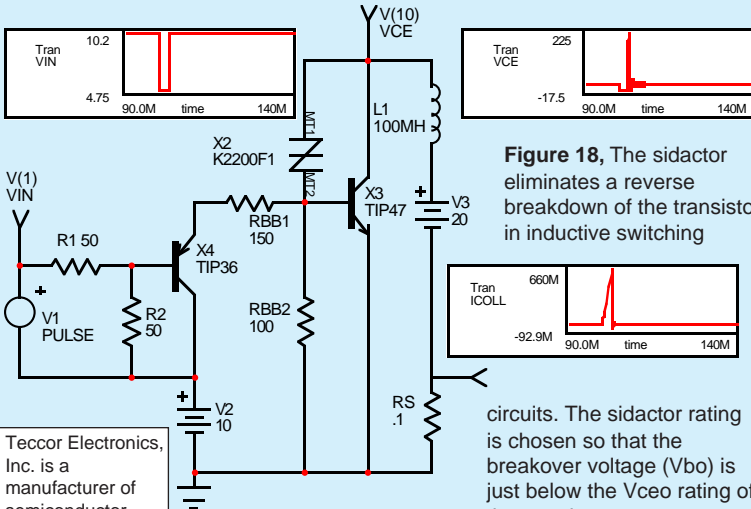 V(10)
VCE
Tran
VIN
10.2
4.75
90.0M time 140M
Tran
VCE
225
-17.5
90.0M time 140M
L1
100MH
MT1
X2
K2200F1
MT2
Figure 18, The sidactor
eliminates a reverse
breakdown of the
in inductive switching
V(1)
VIN
X3
TIP47
V3
20
RBB1
150
R1 50
X4
TIP36
Tran
ICOLL
660M
-92.9M
90.0M time 140M
V1
PULSE
R2
50
RBB2
100
RS
.1
V2
10
circuits. The sidactor rating
is chosen so that the
breakover voltage (Vbo) is
just below the Vceo rating of
Teccor Electronics,
Inc. is a
manufacturer of